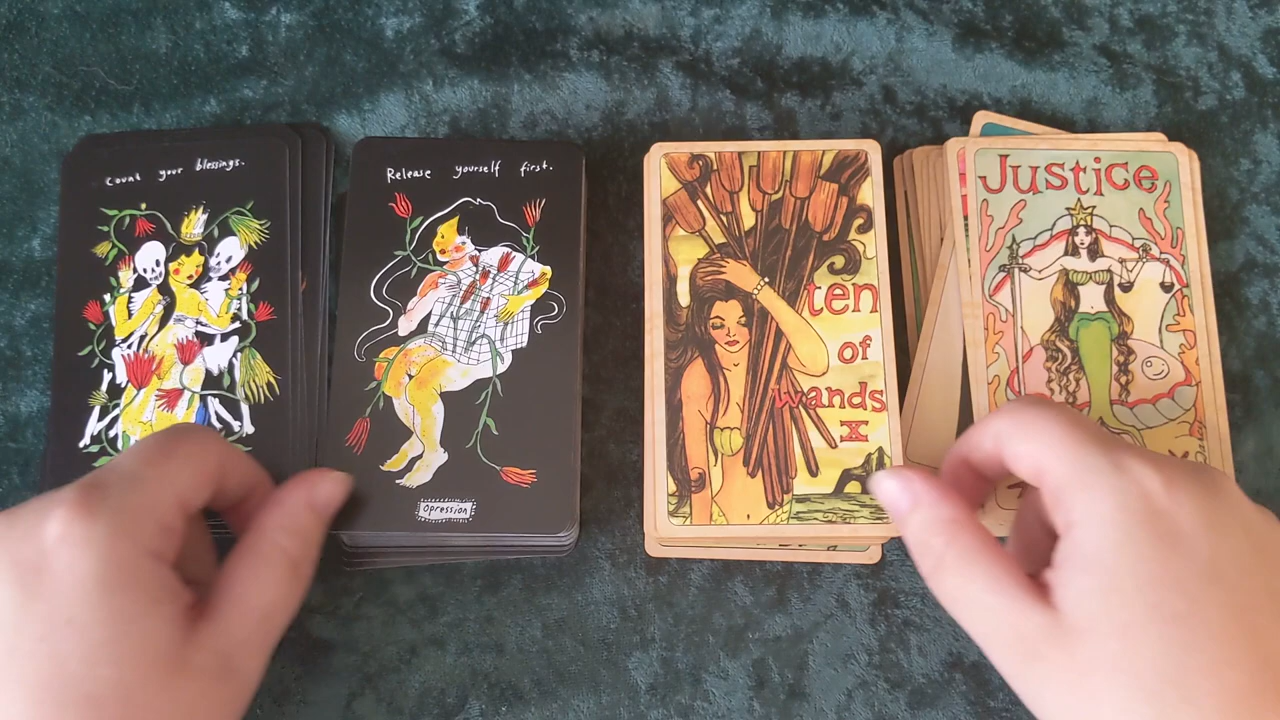 Count your blessings.
Release yourself first.
Opression
ten
of
wands
X
Justice